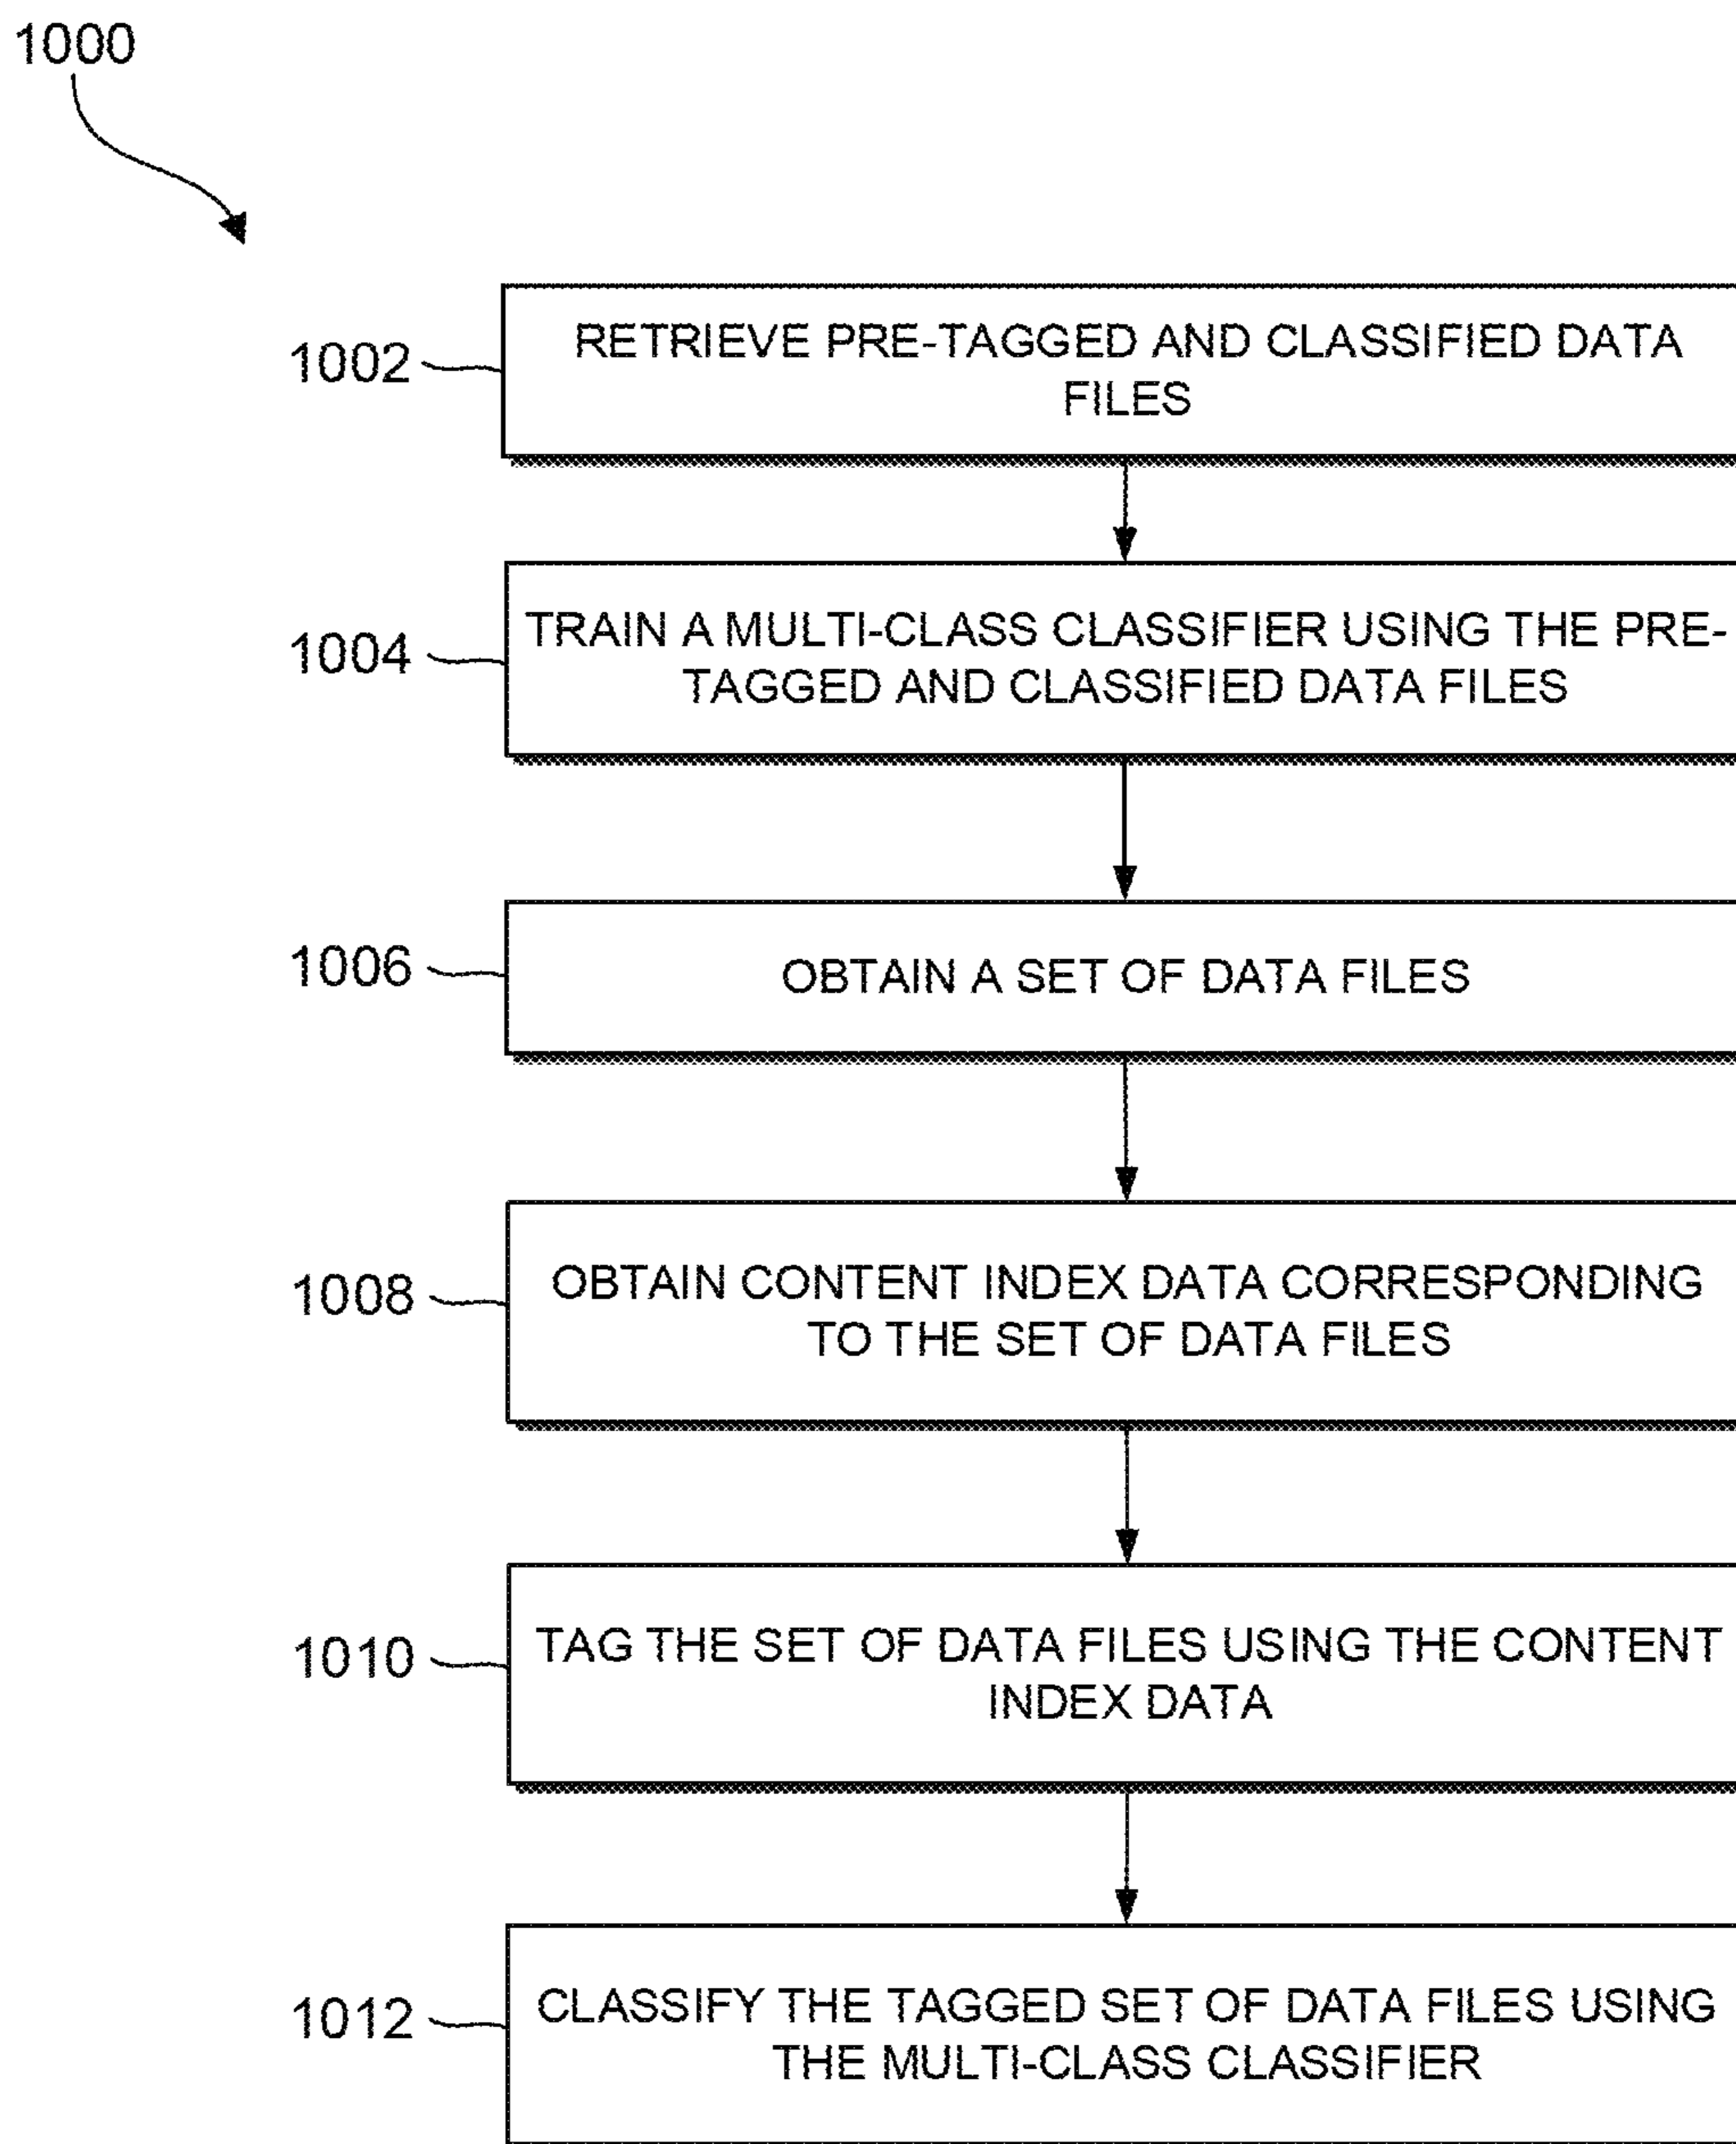 1000
1002
RETRIEVE PRE-TAGGED AND CLASSIFIED DATA
FILES
1004
TRAIN A MULTI-CLASS CLASSIFIER USING THE PRE-
TAGGED AND CLASSIFIED DATA FILES
1006
OBTAIN A SET OF DATA FILES
1008
OBTAIN CONTENT INDEX DATA CORRESPONDING
TO THE SET OF DATA FILES
1010
TAG THE SET OF DATA FILES USING THE CONTENT
INDEX DATA
1012
CLASSIFY THE TAGGED SET OF DATA FILES USING
THE MULTI-CLASS CLASSIFIER